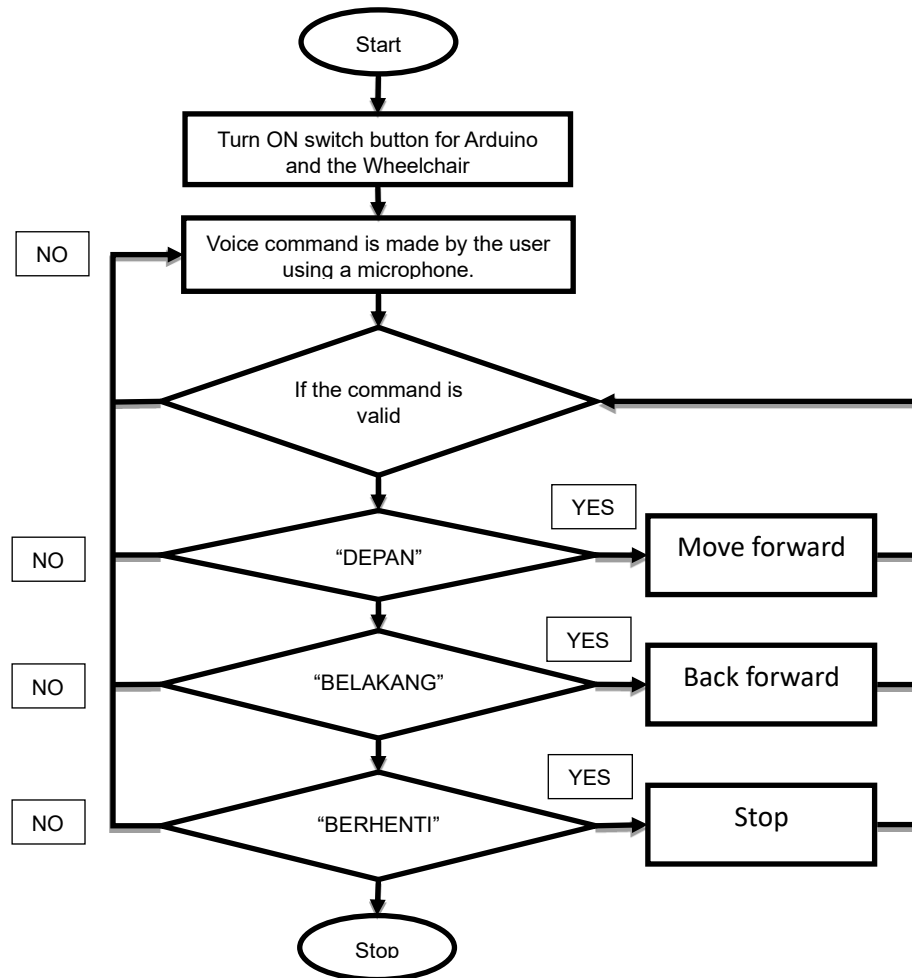 Start
Turn ON switch button for Arduino
and the Wheelchair
NO
Voice command is made by the user
using a microphone.
If the command is
valid
YES
NO
“DEPAN”
Move forward
YES
NO
“BELAKANG”
Back forward
YES
NO
“BERHENTI”
Stop
Stop